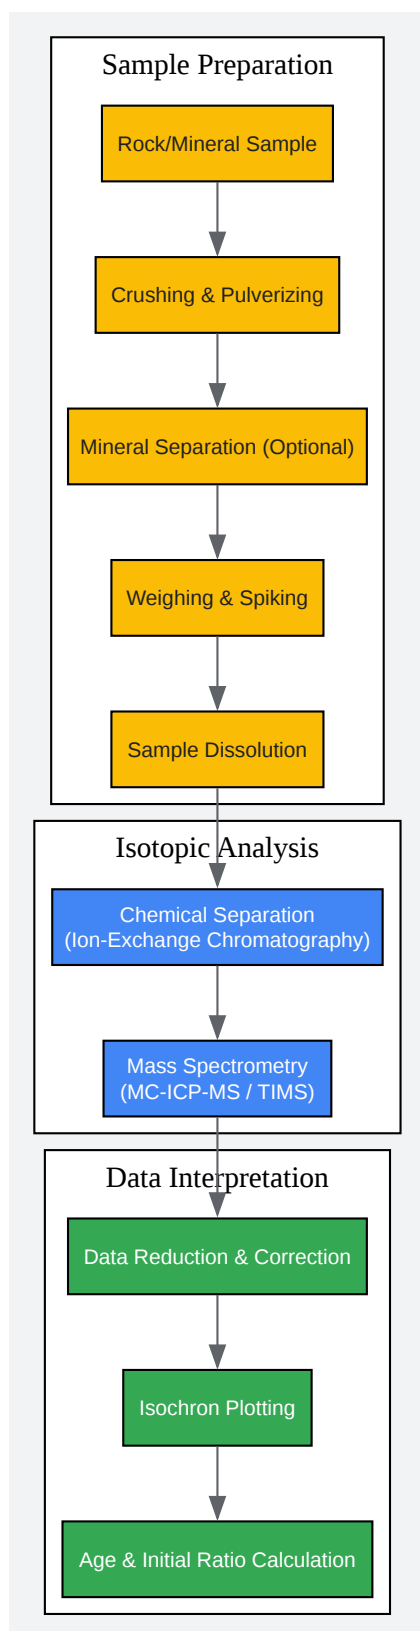 Sample Preparation
Rock/Mineral Sample
Crushing & Pulverizing
Mineral Separation (Optional)
Weighing & Spiking
Sample Dissolution
Isotopic Analysis
Chemical Separation
(Ion-Exchange Chromatography)
Mass Spectrometry
(MC-ICP-MS / TIMS)
Data Interpretation
Data Reduction & Correction
Isochron Plotting
Age & Initial Ratio Calculation